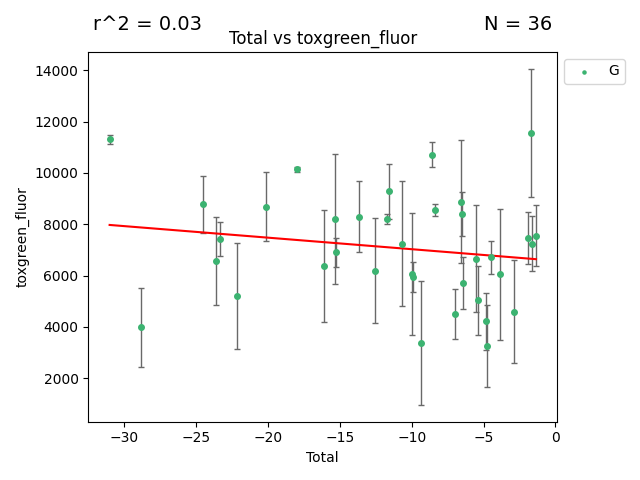 r^2 = 0.03
N = 36
Total vs toxgreen_fluor
G
14000
12000
10000
8000
6000
4000
2000
toxgreen_fluor
−30
−25
−20
−15
−10
−5
0
Total